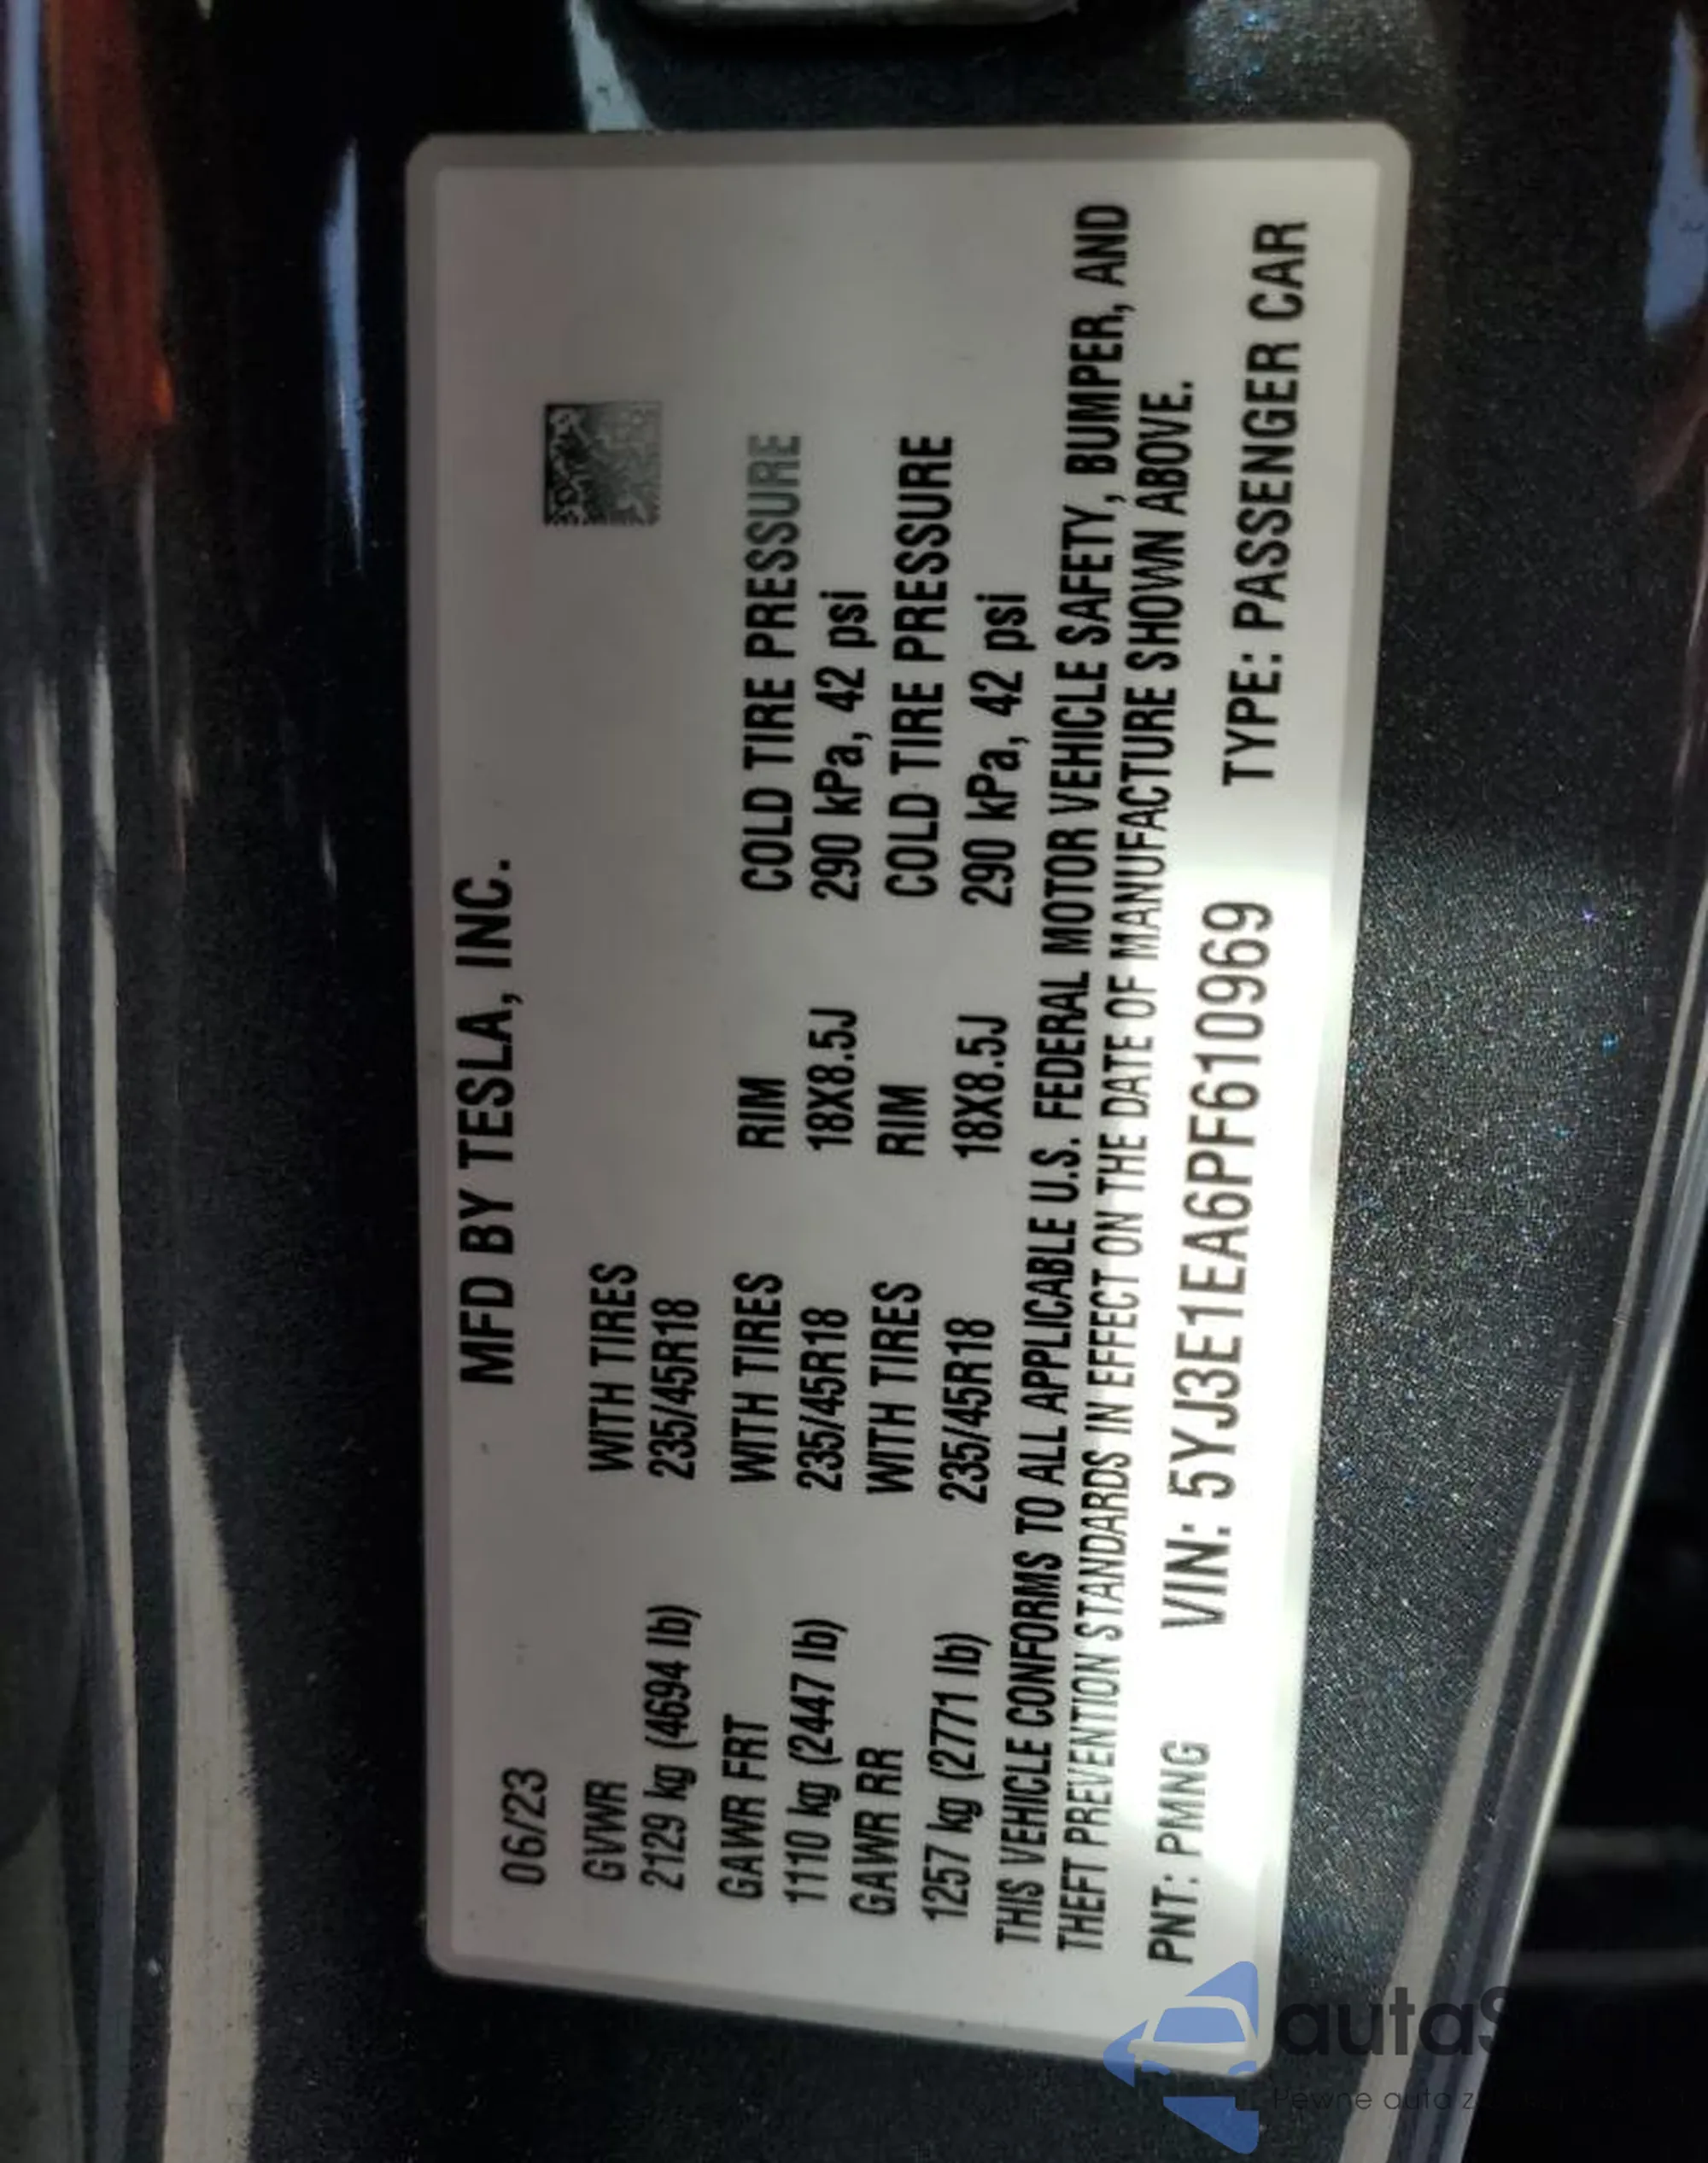 MFD BY TESLA, INC.
06/23
GVWR WITH TIRES
2129 kg (4694 lb) 235/45R18
GAWR FRT WITH TIRES RIM COLD TIRE PRESSURE
1110 kg (2447 lb) 235/45R18 18X8.5J 290 kPa, 42 psi
GAWR RR WITH TIRES RIM COLD TIRE PRESSURE
1257 kg (2771 lb) 235/45R18 18X8.5J 290 kPa, 42 psi
THIS VEHICLE CONFORMS TO ALL APPLICABLE U.S. FEDERAL MOTOR VEHICLE SAFETY, BUMPER, AND
THEFT PREVENTION STANDARDS IN EFFECT ON THE DATE OF MANUFACTURE SHOWN ABOVE.
PNT: PMNG VIN: 5YJ3E1EA6PF610969 TYPE: PASSENGER CAR
Pewne auto